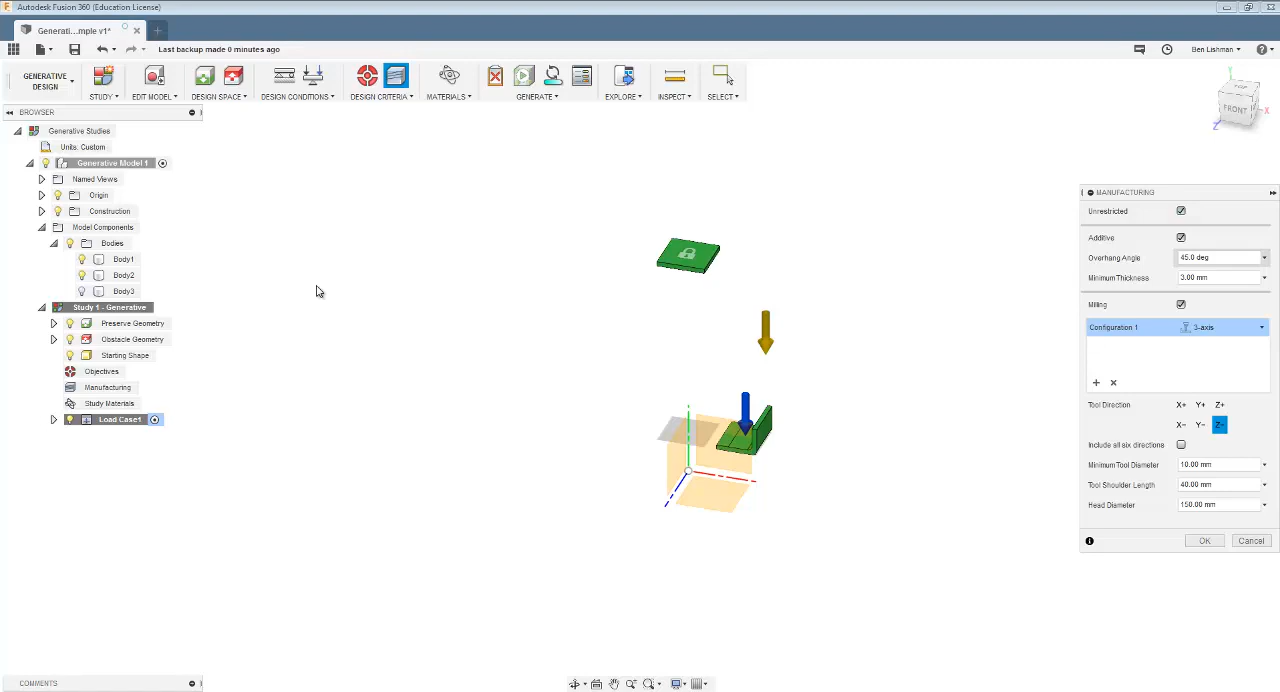 Autodesk Fusion 360 (Education License)
Generati...mple v1*
Last backup made 0 minutes ago
Ben Lishman
GENERATIVE DESIGN
STUDY
EDIT MODEL
DESIGN SPACE
DESIGN CONDITIONS
DESIGN CRITERIA
MATERIALS
GENERATE
EXPLORE
INSPECT
SELECT
BROWSER
Generative Studies
Units: Custom
Generative Model 1
Named Views
Origin
Construction
Model Components
Bodies
Body1
Body2
Body3
Study 1 - Generative
Preserve Geometry
Obstacle Geometry
Starting Shape
Objectives
Manufacturing
Study Materials
Load Case1
Y
TOP
FRONT
X
Z
MANUFACTURING
Unrestricted
Additive
Overhang Angle 45.0 deg
Minimum Thickness 3.00 mm
Milling
Configuration 1 3-axis
Tool Direction X+ Y+ Z+
X- Y- Z-
Include all six directions
Minimum Tool Diameter 10.00 mm
Tool Shoulder Length 40.00 mm
Head Diameter 150.00 mm
OK Cancel
COMMENTS